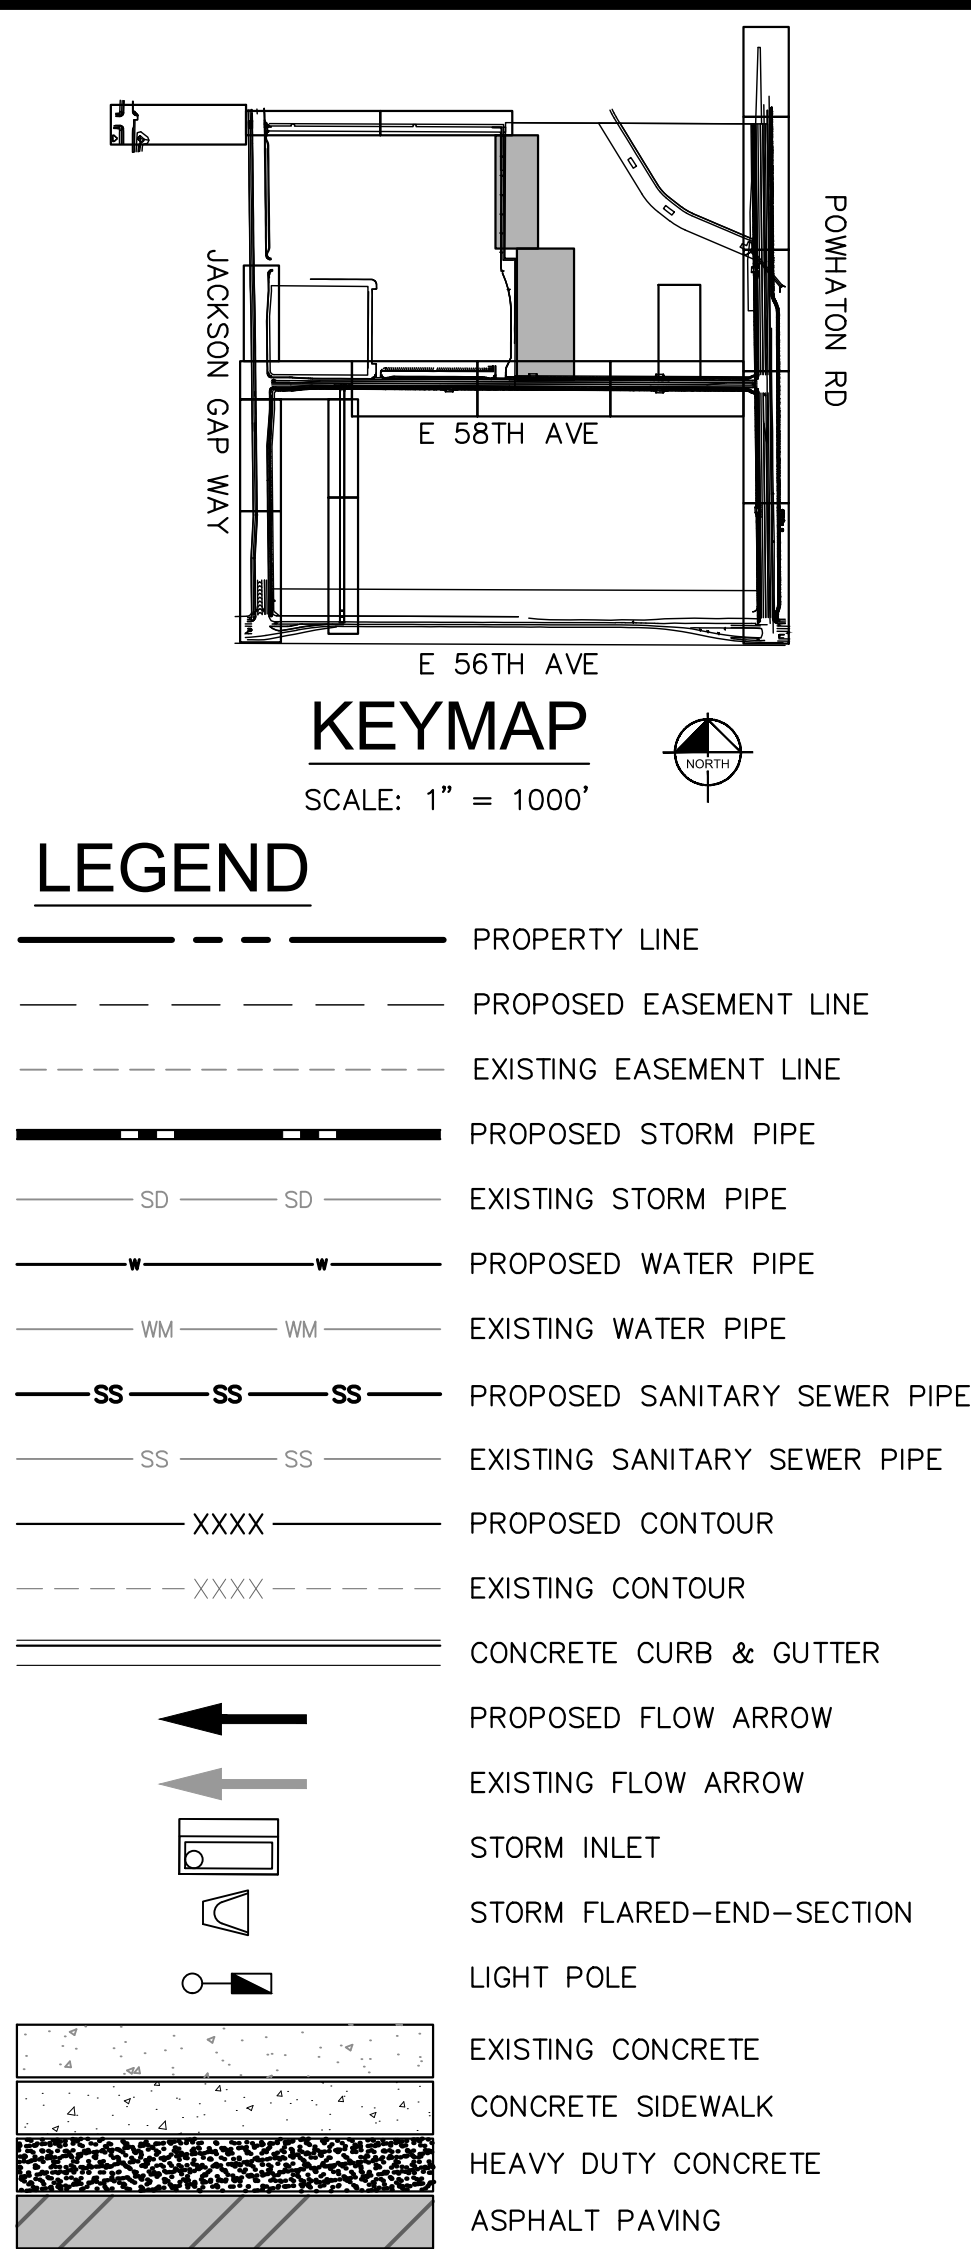 POWHATON RD
JACKSON GAP WAY
E 58TH AVE
E 56TH AVE
KEYMAP
NORTH
SCALE: 1" = 1000'
LEGEND
PROPERTY LINE
PROPOSED EASEMENT LINE
EXISTING EASEMENT LINE
PROPOSED STORM PIPE
SD SD EXISTING STORM PIPE
W W PROPOSED WATER PIPE
WM WM EXISTING WATER PIPE
SS SS SS PROPOSED SANITARY SEWER PIPE
SS SS EXISTING SANITARY SEWER PIPE
XXXX PROPOSED CONTOUR
XXXX EXISTING CONTOUR
CONCRETE CURB & GUTTER
PROPOSED FLOW ARROW
EXISTING FLOW ARROW
STORM INLET
STORM FLARED-END-SECTION
LIGHT POLE
EXISTING CONCRETE
CONCRETE SIDEWALK
HEAVY DUTY CONCRETE
ASPHALT PAVING